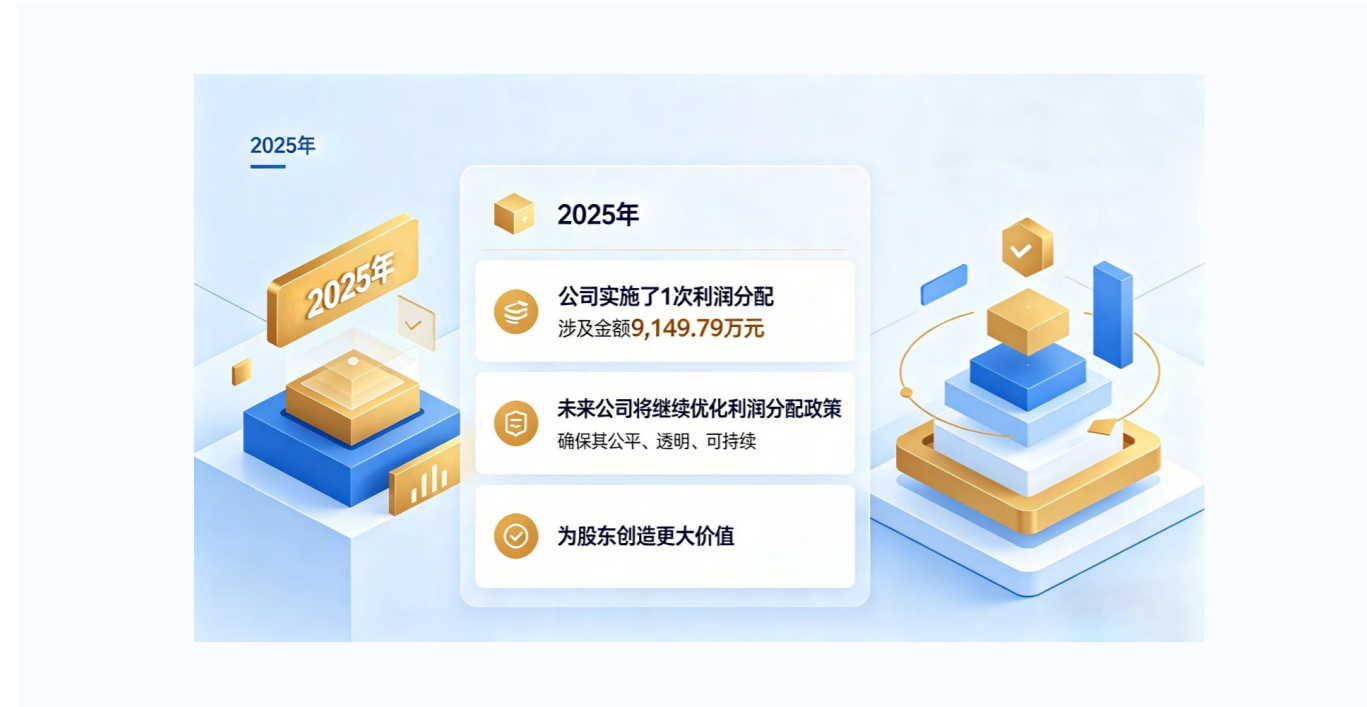 2025年
2025年
2025年
公司实施了1次利润分配
涉及金额9,149.79万元
未来公司将继续优化利润分配政策
确保其公平、透明、可持续
为股东创造更大价值